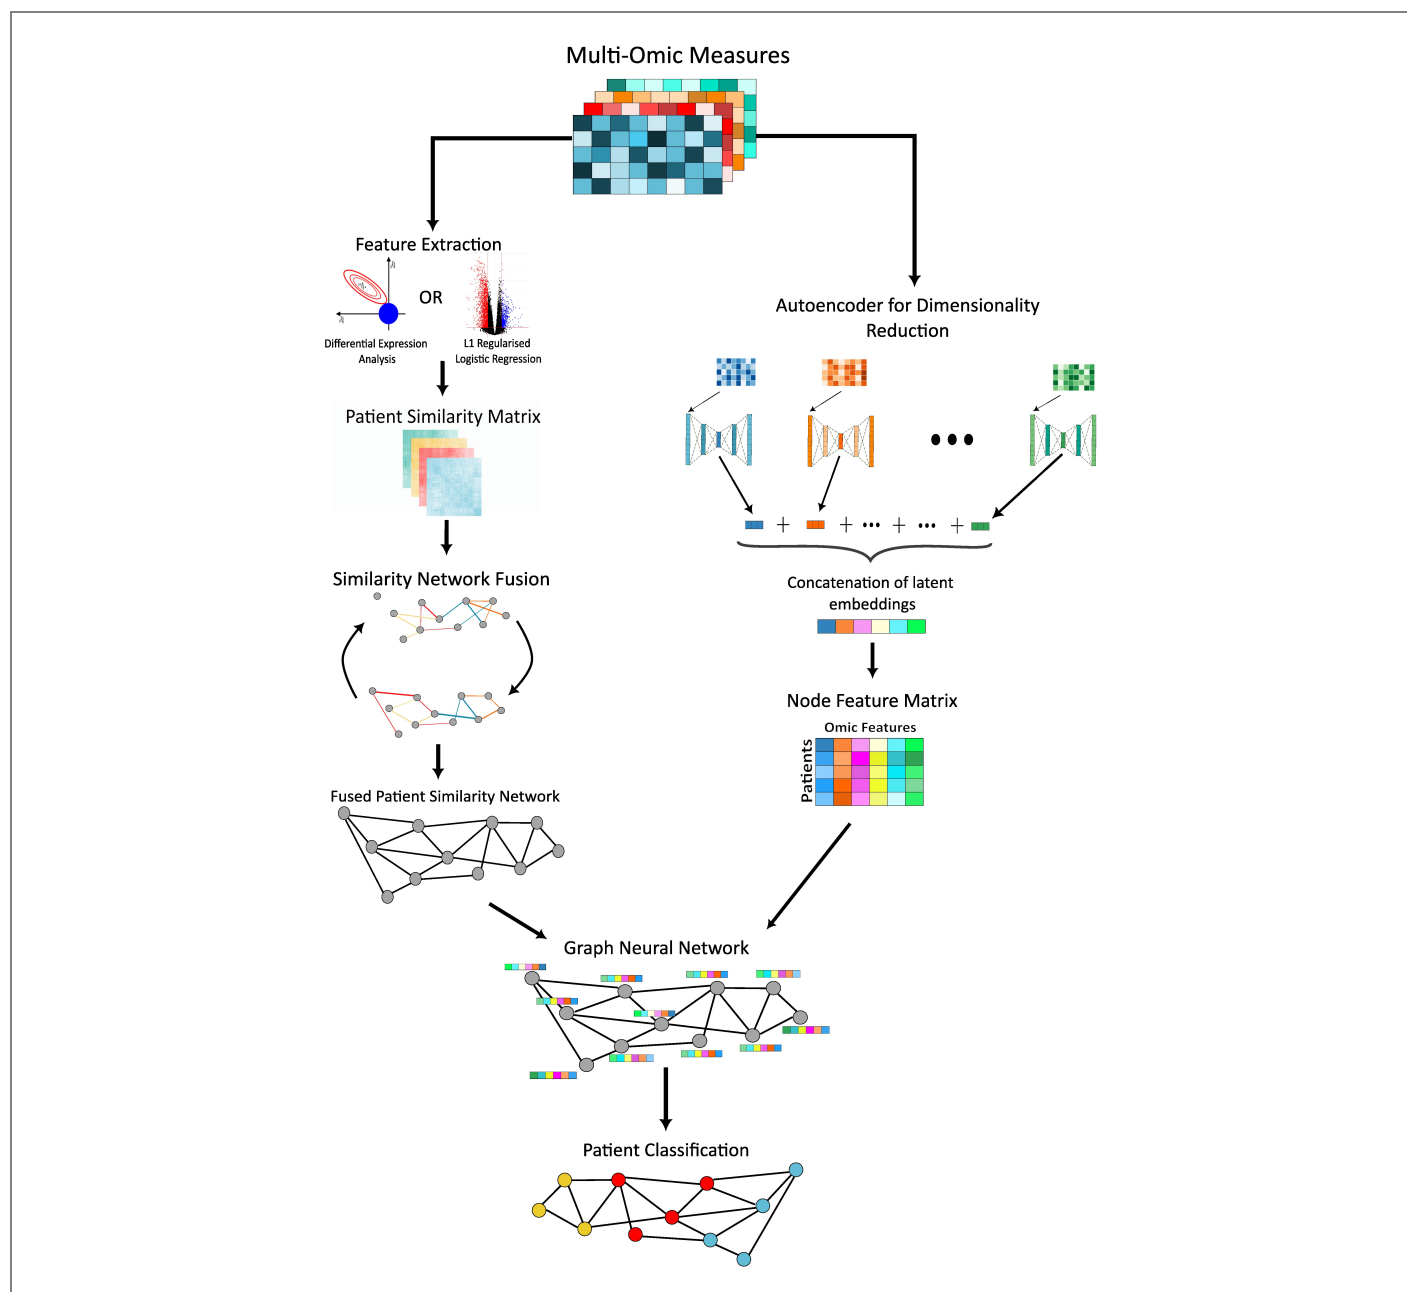 Multi-Omic Measures
Feature Extraction
OR
Differential Expression
Analysis
L1 Regularised
Logistic Regression
Patient Similarity Matrix
Similarity Network Fusion
Fused Patient Similarity Network
Autoencoder for Dimensionality
Reduction
+ + + +
Concatenation of latent
embeddings
Node Feature Matrix
Omic Features
Patients
Graph Neural Network
Patient Classification